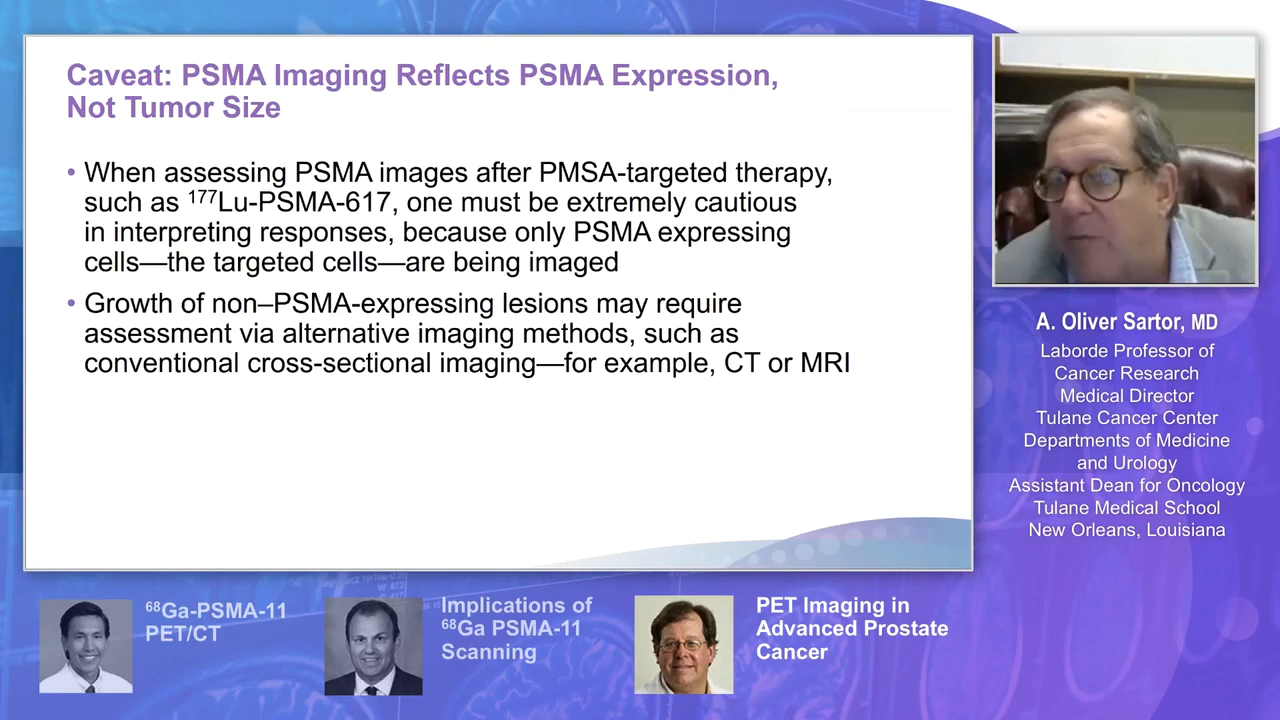 Caveat: PSMA Imaging Reflects PSMA Expression,
Not Tumor Size
• When assessing PSMA images after PMSA-targeted therapy,
such as ¹⁷⁷Lu-PSMA-617, one must be extremely cautious
in interpreting responses, because only PSMA expressing
cells—the targeted cells—are being imaged
• Growth of non–PSMA-expressing lesions may require
assessment via alternative imaging methods, such as
conventional cross-sectional imaging—for example, CT or MRI
A. Oliver Sartor, MD
Laborde Professor of
Cancer Research
Medical Director
Tulane Cancer Center
Departments of Medicine
and Urology
Assistant Dean for Oncology
Tulane Medical School
New Orleans, Louisiana
⁶⁸Ga-PSMA-11
PET/CT
Implications of
⁶⁸Ga PSMA-11
Scanning
PET Imaging in
Advanced Prostate
Cancer